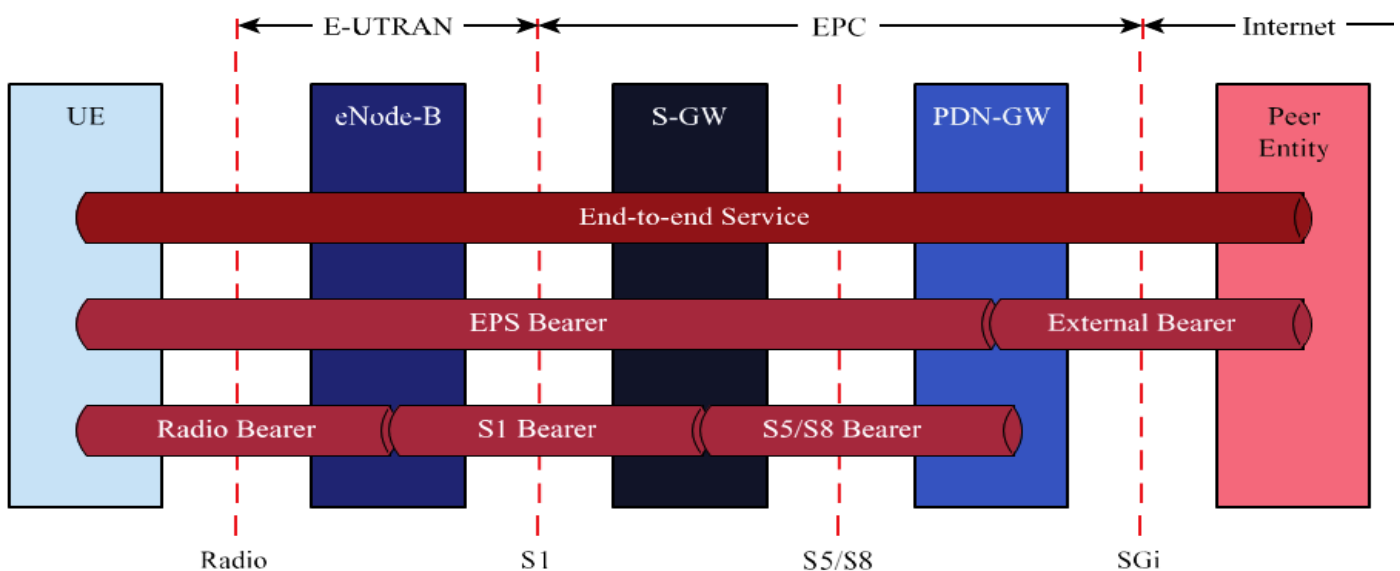 E-UTRAN
EPC
Internet
UE
eNode-B
S-GW
PDN-GW
Peer
Entity
End-to-end Service
EPS Bearer
External Bearer
Radio Bearer
S1 Bearer
S5/S8 Bearer
Radio
S1
S5/S8
SGi